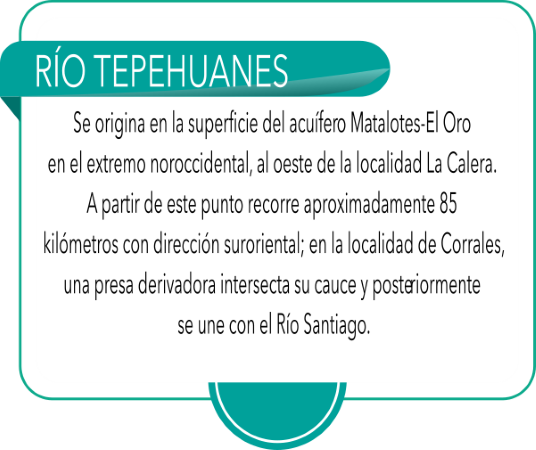 RÍO TEPEHUANES
Se origina en la superficie del acuífero Matalotes-El Oro
en el extremo noroccidental, al oeste de la localidad La Calera.
A partir de este punto recorre aproximadamente 85
kilómetros con dirección suroriental; en la localidad de Corrales,
una presa derivadora intersecta su cauce y posteriormente
se une con el Río Santiago.